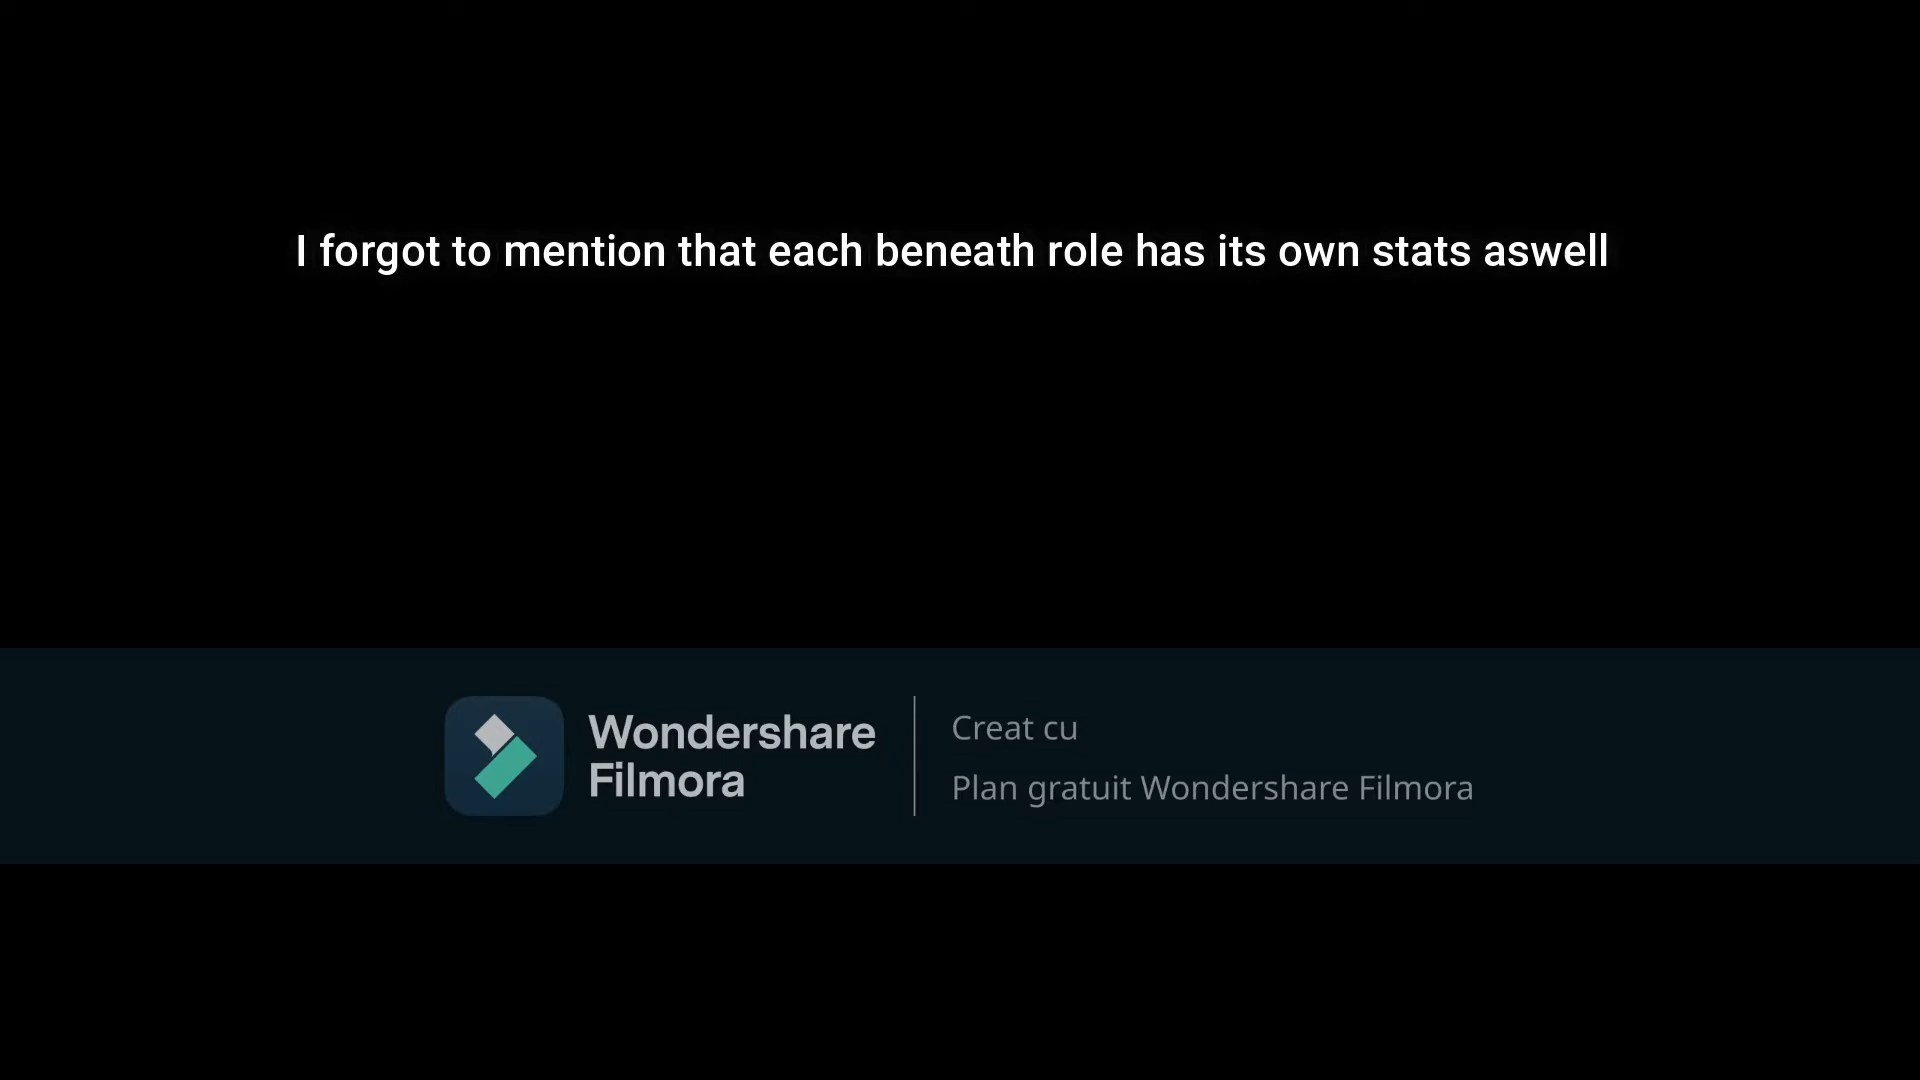 I forgot to mention that each beneath role has its own stats aswell
Wondershare
Filmora
Creat cu
Plan gratuit Wondershare Filmora